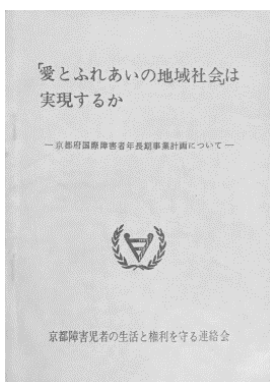 「愛とふれあいの地域社会」は
実現するか
―京都府国際障害者年長期事業計画について―
京都障害児者の生活と権利を守る連絡会